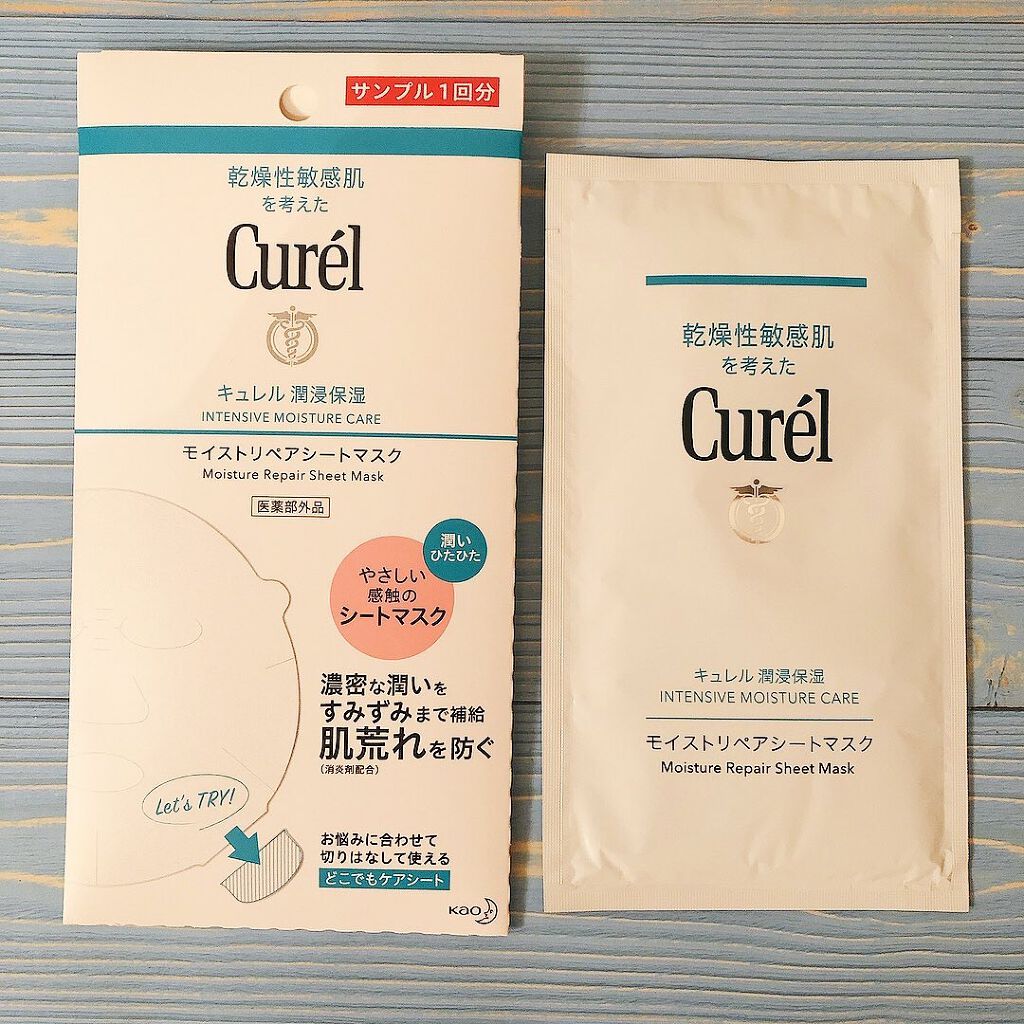 サンプル1回分
乾燥性敏感肌
を考えた
Curél
キュレル 潤浸保湿
INTENSIVE MOISTURE CARE
モイストリペアシートマスク
Moisture Repair Sheet Mask
医薬部外品
潤い
ひたひた
やさしい
感触の
シートマスク
濃密な潤いを
すみずみまで補給
肌荒れを防ぐ
(消炎剤配合)
Let's TRY!
お悩みに合わせて
切りはなして使える
どこでもケアシート
Kao
乾燥性敏感肌
を考えた
Curél
キュレル 潤浸保湿
INTENSIVE MOISTURE CARE
モイストリペアシートマスク
Moisture Repair Sheet Mask